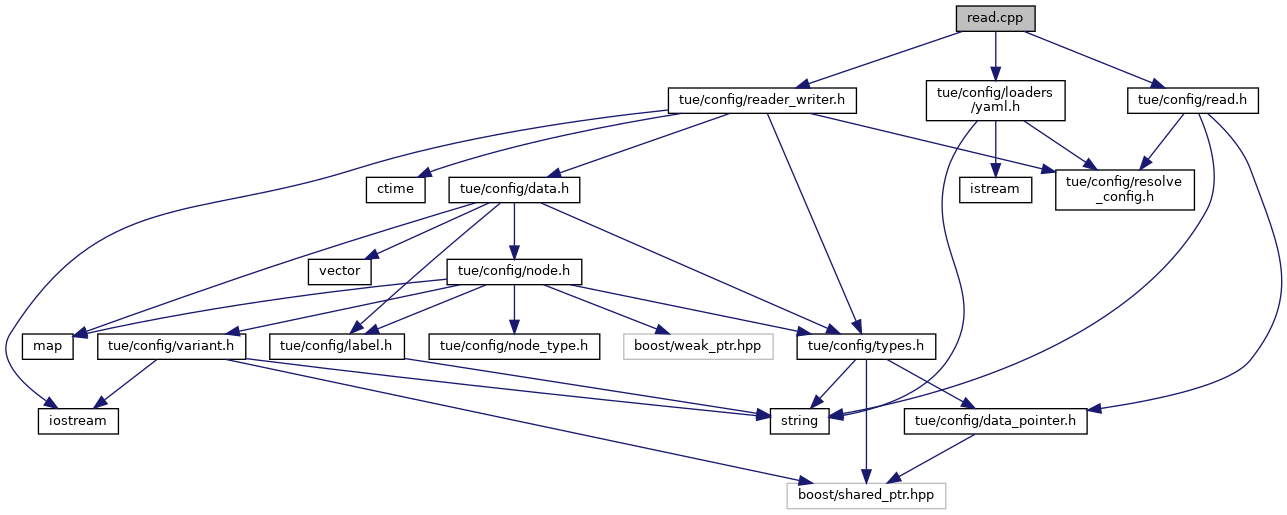 read.cpp
tue/config/reader_writer.h
tue/config/loaders
/yaml.h
tue/config/read.h
ctime
tue/config/data.h
istream
tue/config/resolve
_config.h
vector
tue/config/node.h
map
tue/config/variant.h
tue/config/label.h
tue/config/node_type.h
boost/weak_ptr.hpp
tue/config/types.h
iostream
string
tue/config/data_pointer.h
boost/shared_ptr.hpp